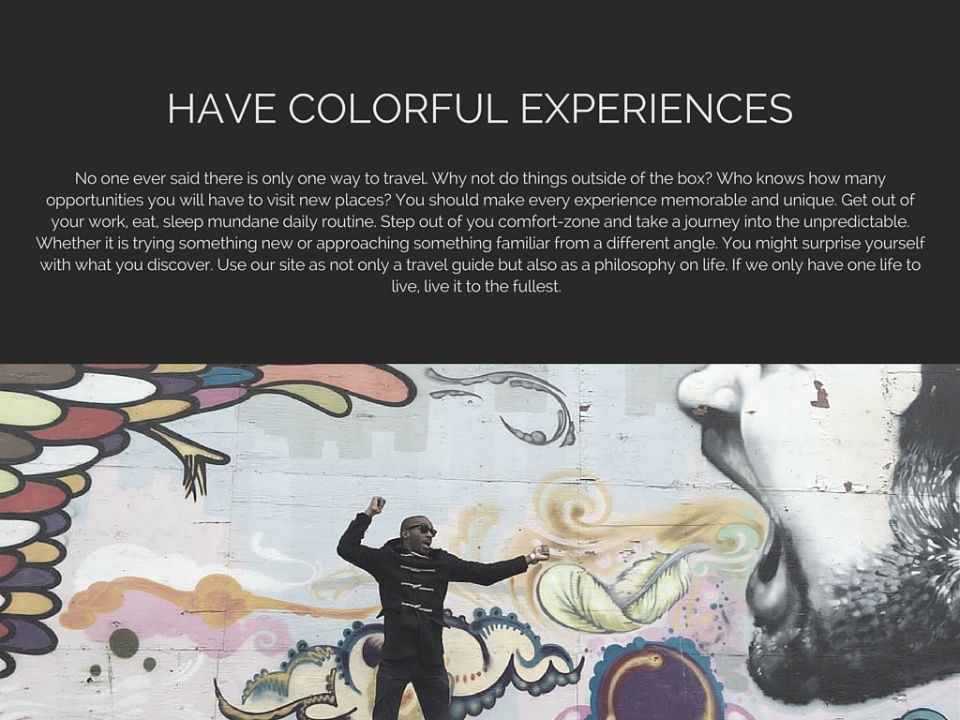 HAVE COLORFUL EXPERIENCES
No one ever said there is only one way to travel. Why not do things outside of the box? Who knows how many
opportunities you will have to visit new places? You should make every experience memorable and unique. Get out of
your work, eat, sleep mundane daily routine. Step out of you comfort-zone and take a journey into the unpredictable.
Whether it is trying something new or approaching something familiar from a different angle. You might surprise yourself
with what you discover. Use our site as not only a travel guide but also as a philosophy on life. If we only have one life to
live, live it to the fullest.